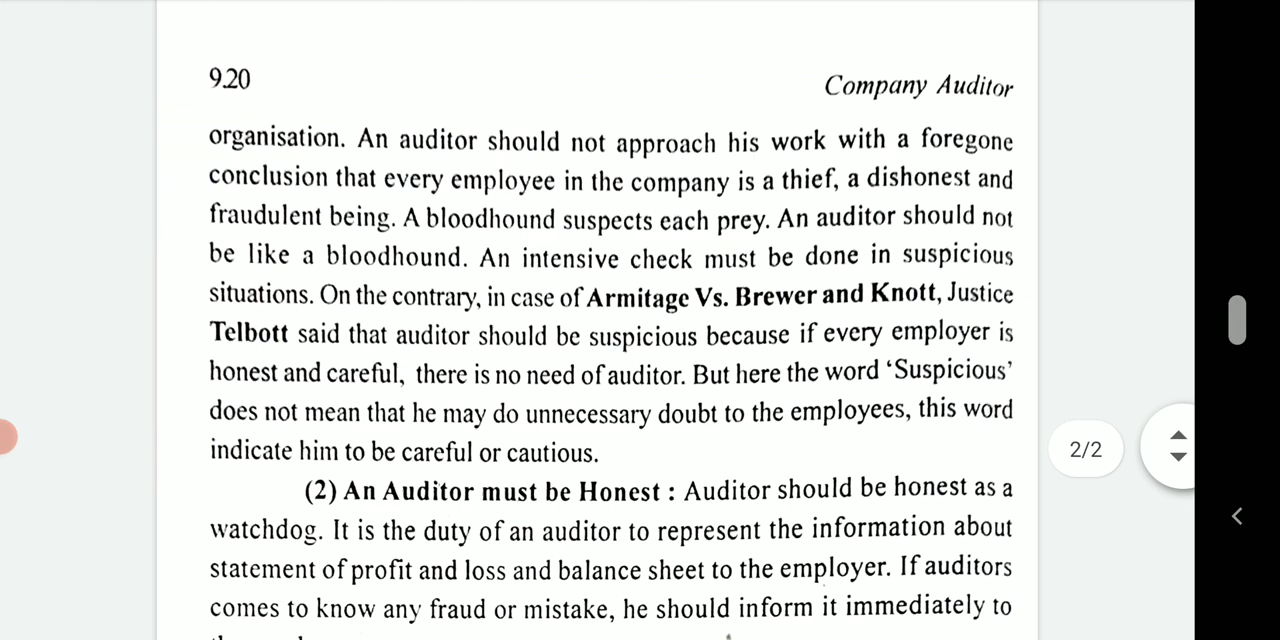 9.20
Company Auditor
organisation. An auditor should not approach his work with a foregone
conclusion that every employee in the company is a thief, a dishonest and
fraudulent being. A bloodhound suspects each prey. An auditor should not
be like a bloodhound. An intensive check must be done in suspicious
situations. On the contrary, in case of Armitage Vs. Brewer and Knott, Justice
Telbott said that auditor should be suspicious because if every employer is
honest and careful, there is no need of auditor. But here the word ‘Suspicious’
does not mean that he may do unnecessary doubt to the employees, this word
indicate him to be careful or cautious.
(2) An Auditor must be Honest : Auditor should be honest as a
watchdog. It is the duty of an auditor to represent the information about
statement of profit and loss and balance sheet to the employer. If auditors
comes to know any fraud or mistake, he should inform it immediately to
2/2